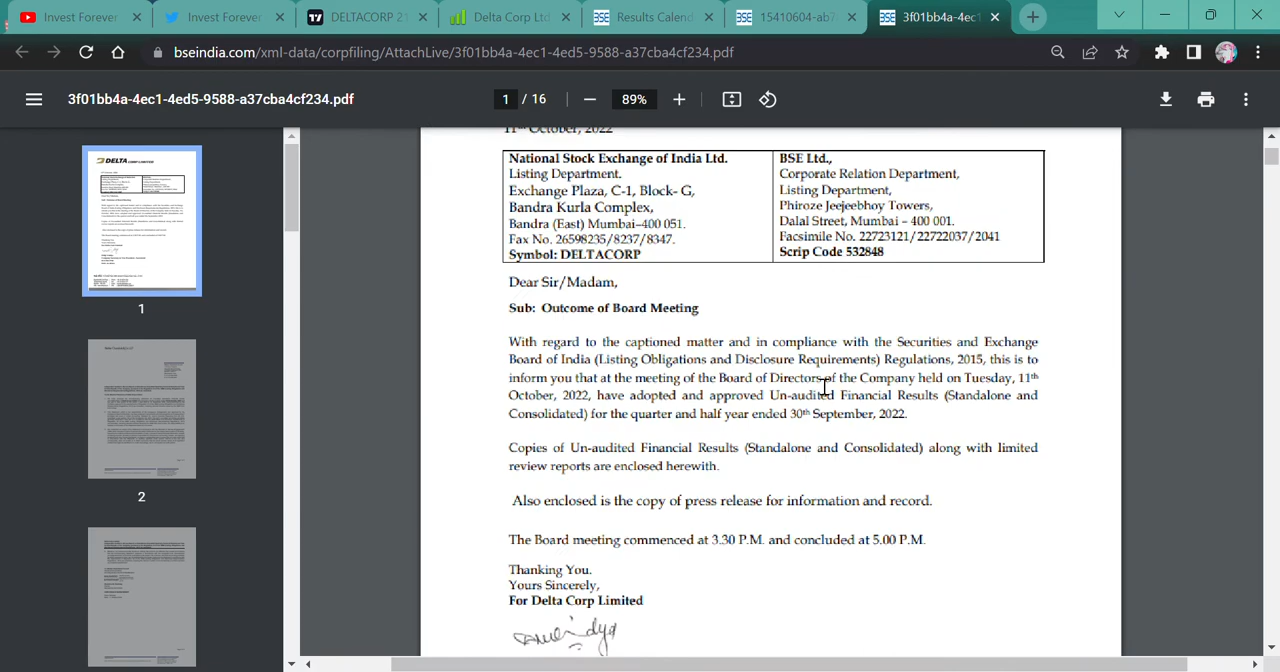 Invest Forever
Invest Forever
DELTACORP 21
Delta Corp Ltd
Results Calend
15410604-ab7
3f01bb4a-4ec1
bseindia.com/xml-data/corpfiling/AttachLive/3f01bb4a-4ec1-4ed5-9588-a37cba4cf234.pdf
3f01bb4a-4ec1-4ed5-9588-a37cba4cf234.pdf
1 / 16
89%
DELTA CORP LIMITED
1
2
11th October, 2022
National Stock Exchange of India Ltd.
Listing Department.
Exchange Plaza, C-1, Block- G,
Bandra Kurla Complex,
Bandra (East) Mumbai–400 051.
Fax No. 26598235/8237/8347.
Symbol: DELTACORP
BSE Ltd.,
Corporate Relation Department,
Listing Department,
Phiroze Jeejeebhoy Towers,
Dalal Street, Mumbai – 400 001.
Facsimile No. 22723121/22722037/2041
Scrip Code 532848
Dear Sir/Madam,
Sub: Outcome of Board Meeting
With regard to the captioned matter and in compliance with the Securities and Exchange
Board of India (Listing Obligations and Disclosure Requirements) Regulations, 2015, this is to
inform you that at the meeting of the Board of Directors of the Company held on Tuesday, 11th
October, 2022, have adopted and approved Un-audited Financial Results (Standalone and
Consolidated) for the quarter and half year ended 30th September, 2022.
Copies of Un-audited Financial Results (Standalone and Consolidated) along with limited
review reports are enclosed herewith.
Also enclosed is the copy of press release for information and record.
The Board meeting commenced at 3.30 P.M. and concluded at 5.00 P.M.
Thanking You.
Yours Sincerely,
For Delta Corp Limited